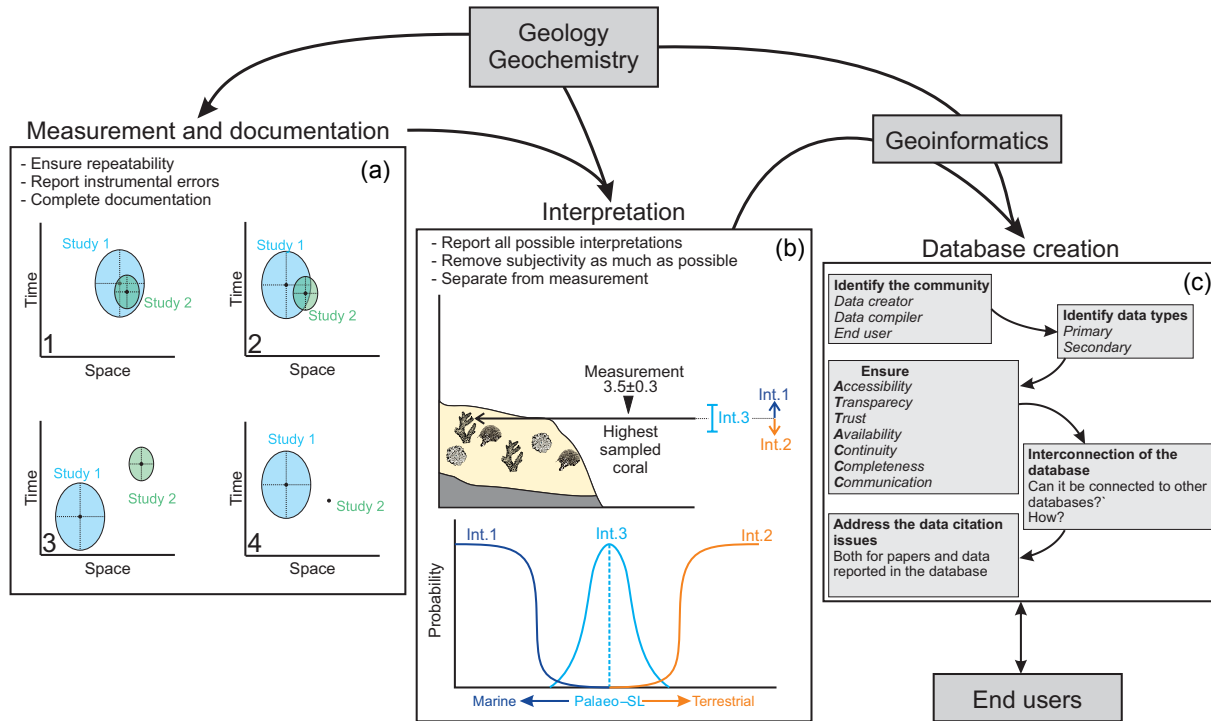 Geology
Geochemistry
Geoinformatics
Measurement and documentation
(a)
- Ensure repeatability
- Report instrumental errors
- Complete documentation
Study 1
Study 2
Time
1
Space
Study 1
Study 2
Time
2
Space
Study 1
Study 2
Time
3
Space
Study 1
Study 2
Time
4
Space
Interpretation
(b)
- Report all possible interpretations
- Remove subjectivity as much as possible
- Separate from measurement
Measurement
3.5±0.3
Highest
sampled
coral
Int.3
Int.1
Int.2
Int.1
Int.3
Int.2
Probability
Marine
Palaeo–SL
Terrestrial
Database creation
(c)
Identify the community
Data creator
Data compiler
End user
Identify data types
Primary
Secondary
Ensure
Accessibility
Transparecy
Trust
Availability
Continuity
Completeness
Communication
Interconnection of the
database
Can it be connected to other
databases?`
How?
Address the data citation
issues
Both for papers and data
reported in the database
End users